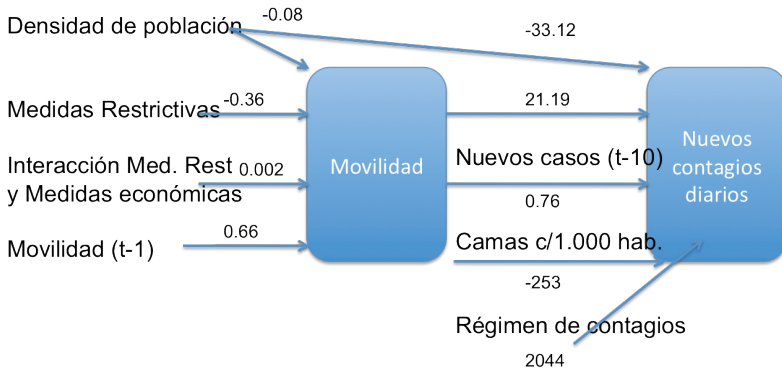 Densidad de población
-0.08
-33.12
Medidas Restrictivas
-0.36
21.19
Interacción Med. Rest
y Medidas económicas
0.002
Movilidad
Nuevos casos (t-10)
0.76
Nuevos
contagios
diarios
Movilidad (t-1)
0.66
Camas c/1.000 hab.
-253
Régimen de contagios
2044